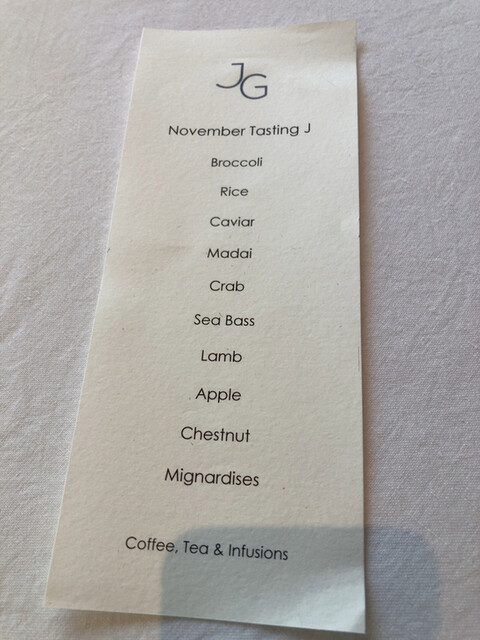 JG
November Tasting J
Broccoli
Rice
Caviar
Madai
Crab
Sea Bass
Lamb
Apple
Chestnut
Mignardises
Coffee, Tea & Infusions